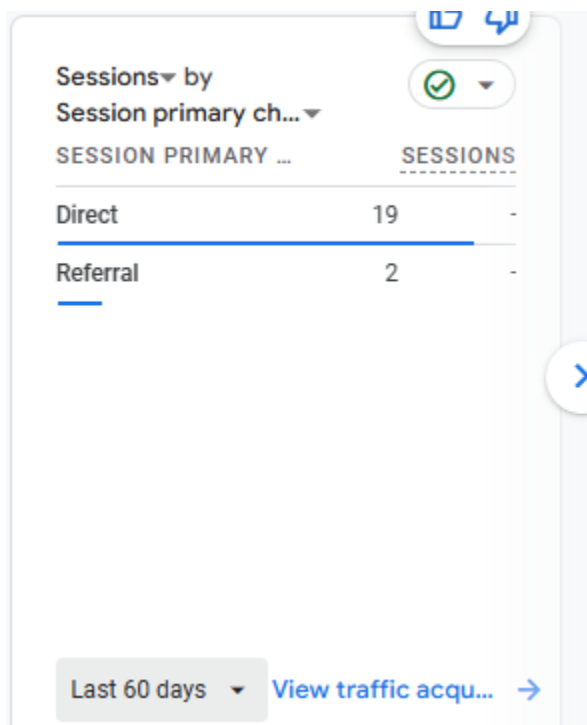 Sessions by
Session primary ch...
SESSION PRIMARY ... SESSIONS
Direct 19 -
Referral 2 -
Last 60 days View traffic acqu...